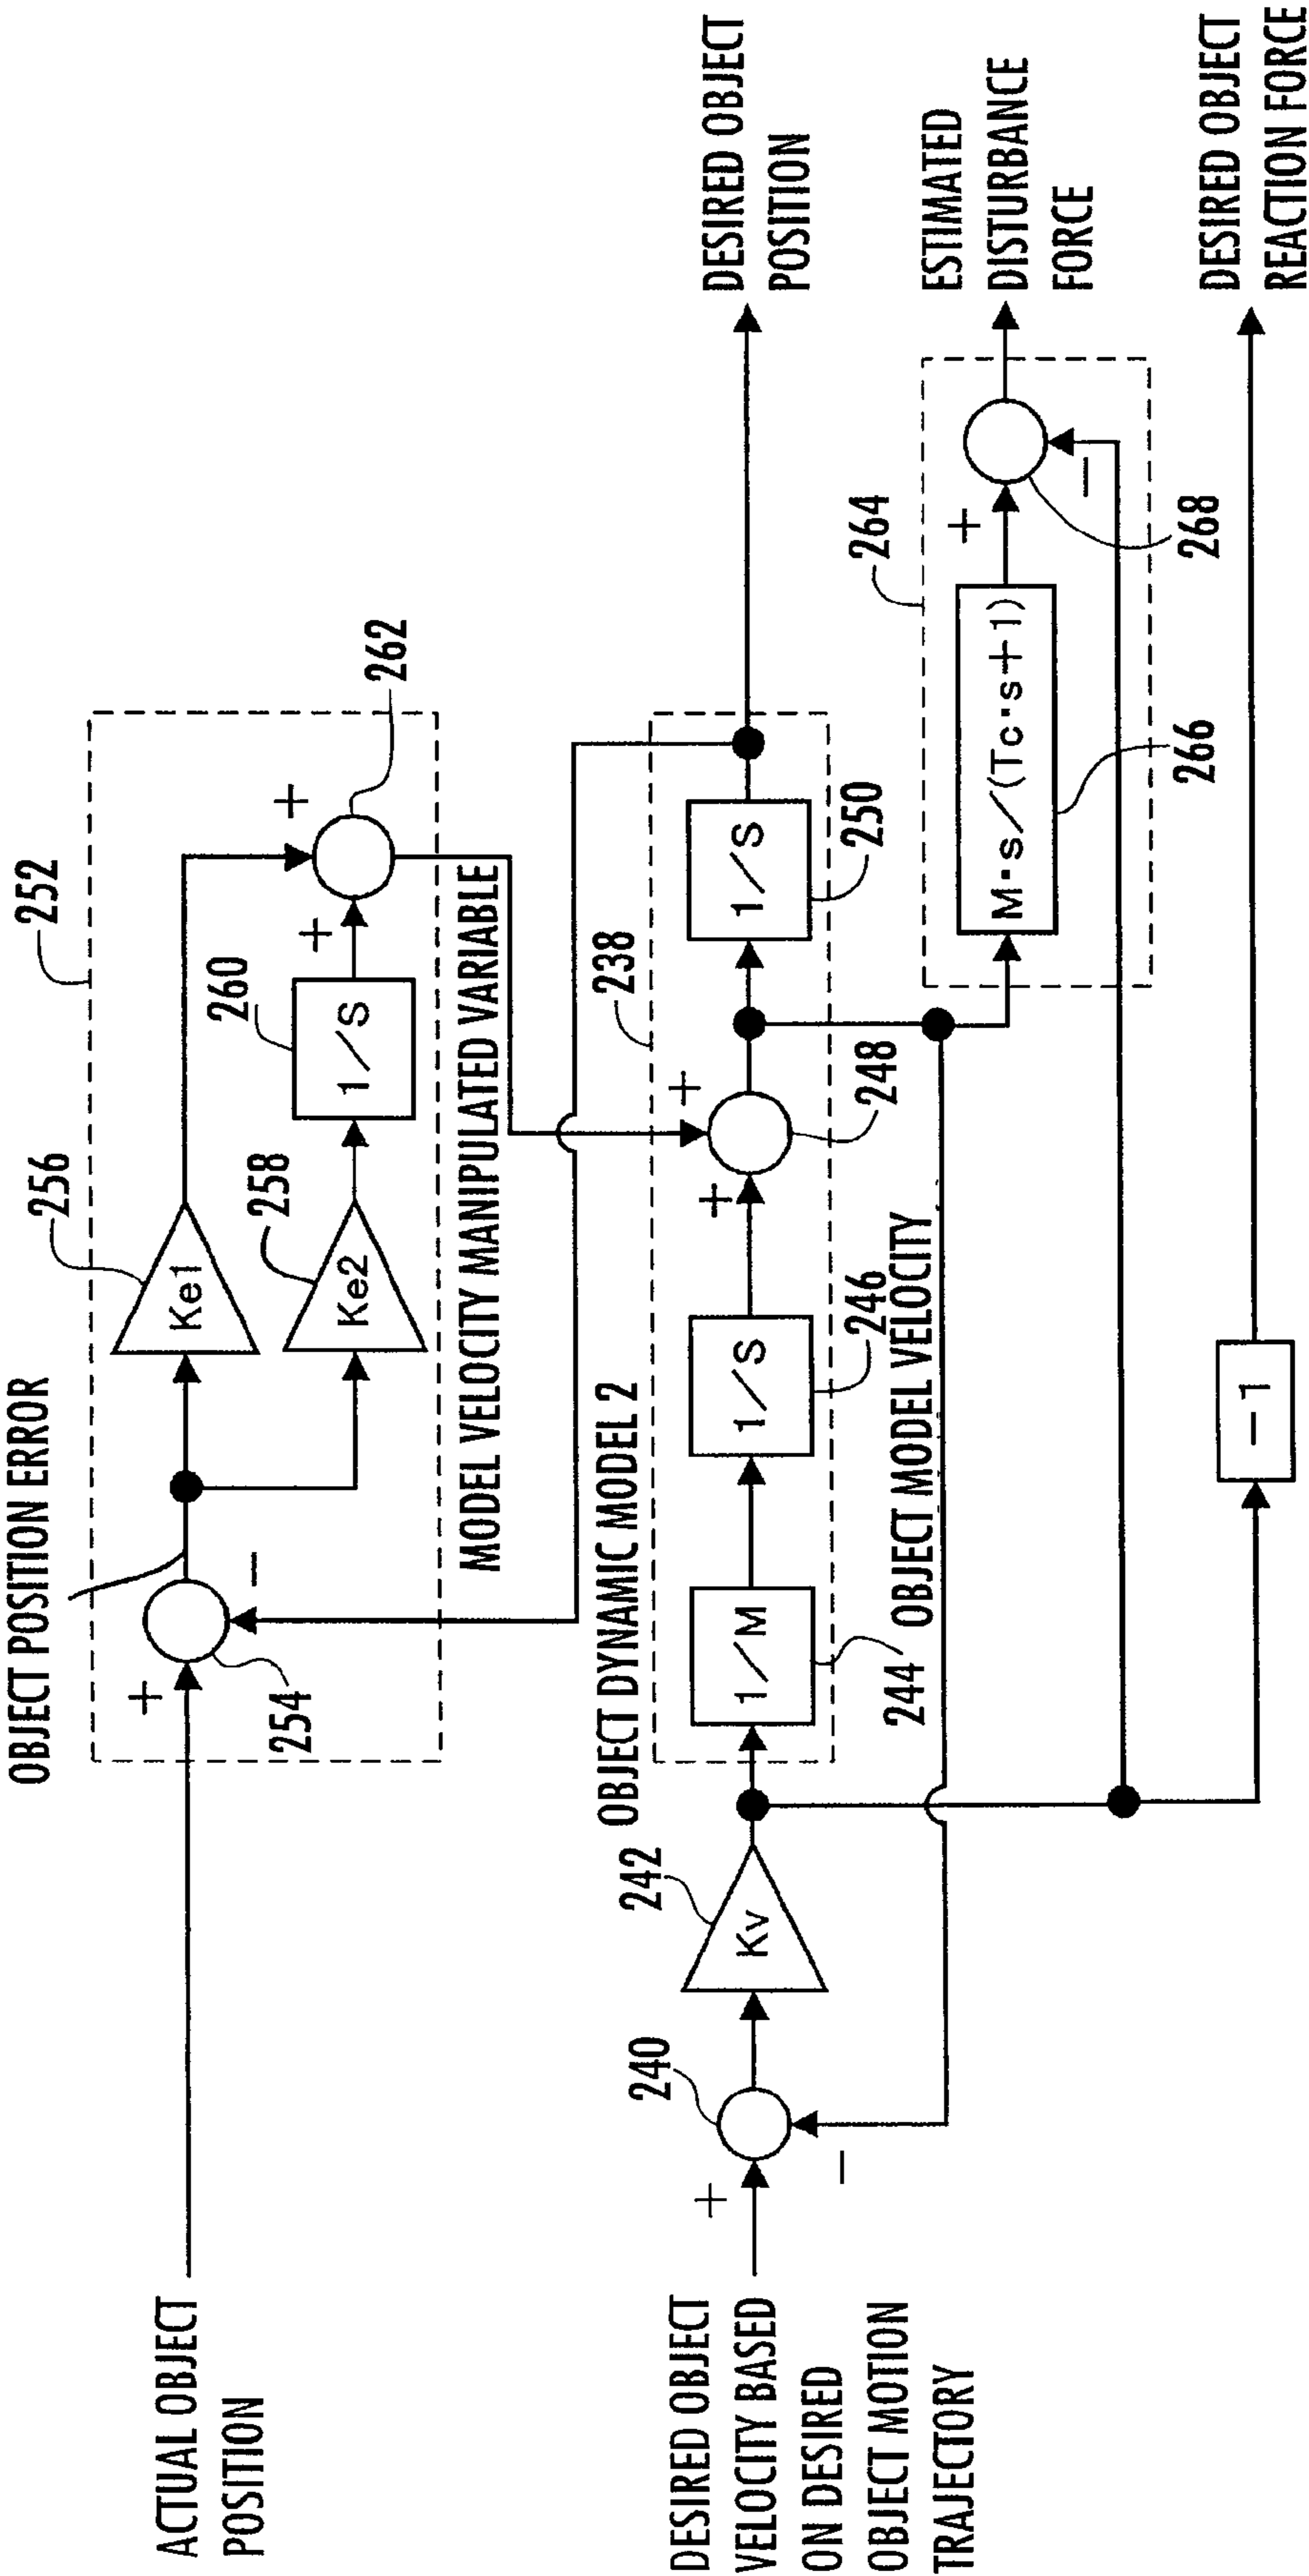 OBJECT POSITION ERROR
252
256
Ke1
+
262
ACTUAL OBJECT
POSITION
+
254
−
258
Ke2
260
1/S
+
MODEL VELOCITY MANIPULATED VARIABLE
OBJECT DYNAMIC MODEL 2
238
DESIRED OBJECT
VELOCITY BASED
ON DESIRED
OBJECT MOTION
TRAJECTORY
+
240
−
242
Kv
1/M
244
1/S
246
+
+
248
1/S
250
DESIRED OBJECT
POSITION
OBJECT MODEL VELOCITY
264
M·s/(Tc·s+1)
266
+
−
268
ESTIMATED
DISTURBANCE
FORCE
−1
DESIRED OBJECT
REACTION FORCE